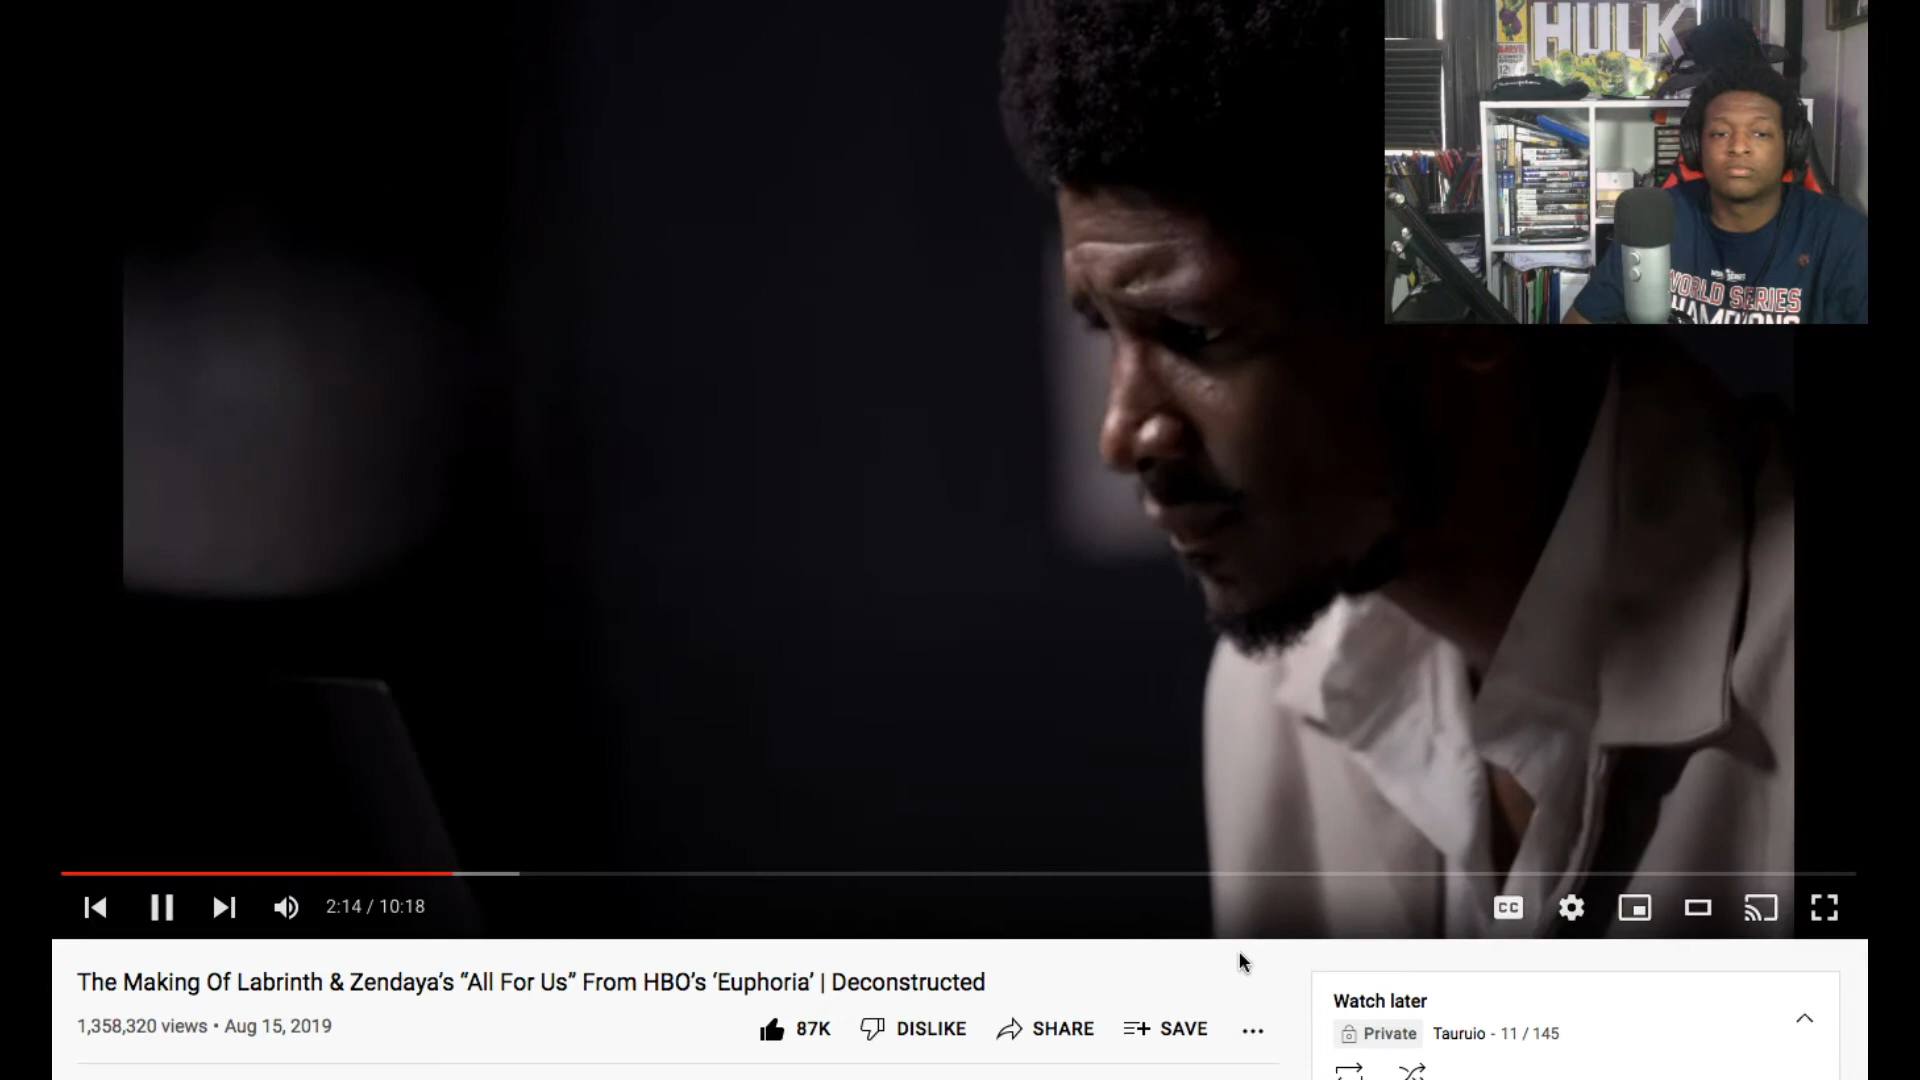 HULK
WORLD SERIES
CHAMPIONS
2:14 / 10:18
CC
The Making Of Labrinth & Zendaya’s “All For Us” From HBO’s ‘Euphoria’ | Deconstructed
1,358,320 views • Aug 15, 2019
87K
DISLIKE
SHARE
SAVE
Watch later
Private Tauruio - 11 / 145